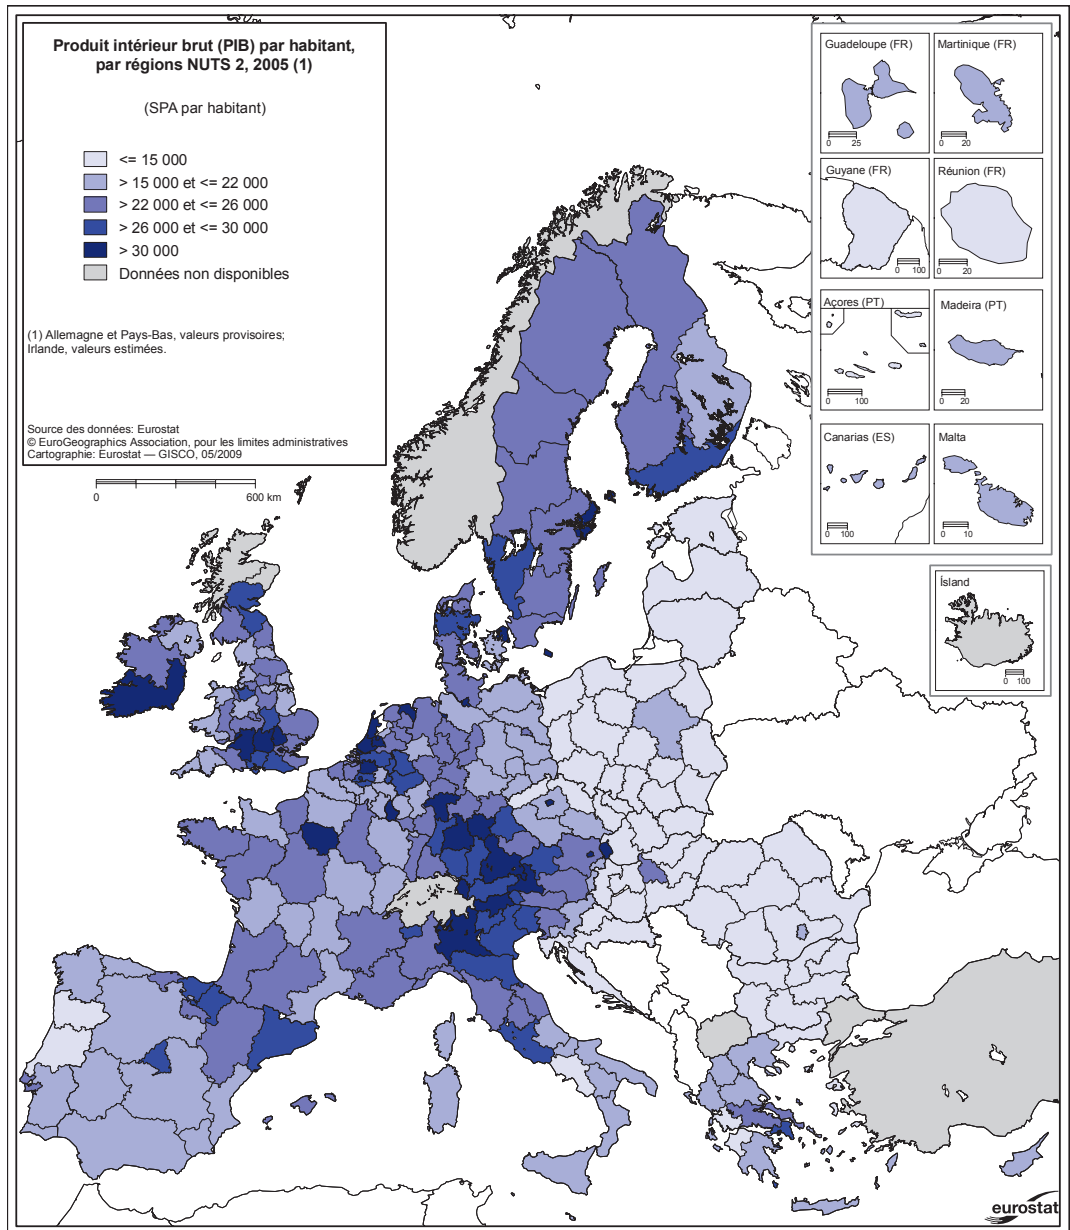 Produit intérieur brut (PIB) par habitant,
par régions NUTS 2, 2005 (1)
(SPA par habitant)
<= 15 000
> 15 000 et <= 22 000
> 22 000 et <= 26 000
> 26 000 et <= 30 000
> 30 000
Données non disponibles
(1) Allemagne et Pays-Bas, valeurs provisoires;
Irlande, valeurs estimées.
Source des données: Eurostat
© EuroGeographics Association, pour les limites administratives
Cartographie: Eurostat — GISCO, 05/2009
0 600 km
Guadeloupe (FR)
0 25
Martinique (FR)
0 20
Guyane (FR)
0 100
Réunion (FR)
0 20
Açores (PT)
0 100
Madeira (PT)
0 20
Canarias (ES)
0 100
Malta
0 10
Ísland
0 100
eurostat